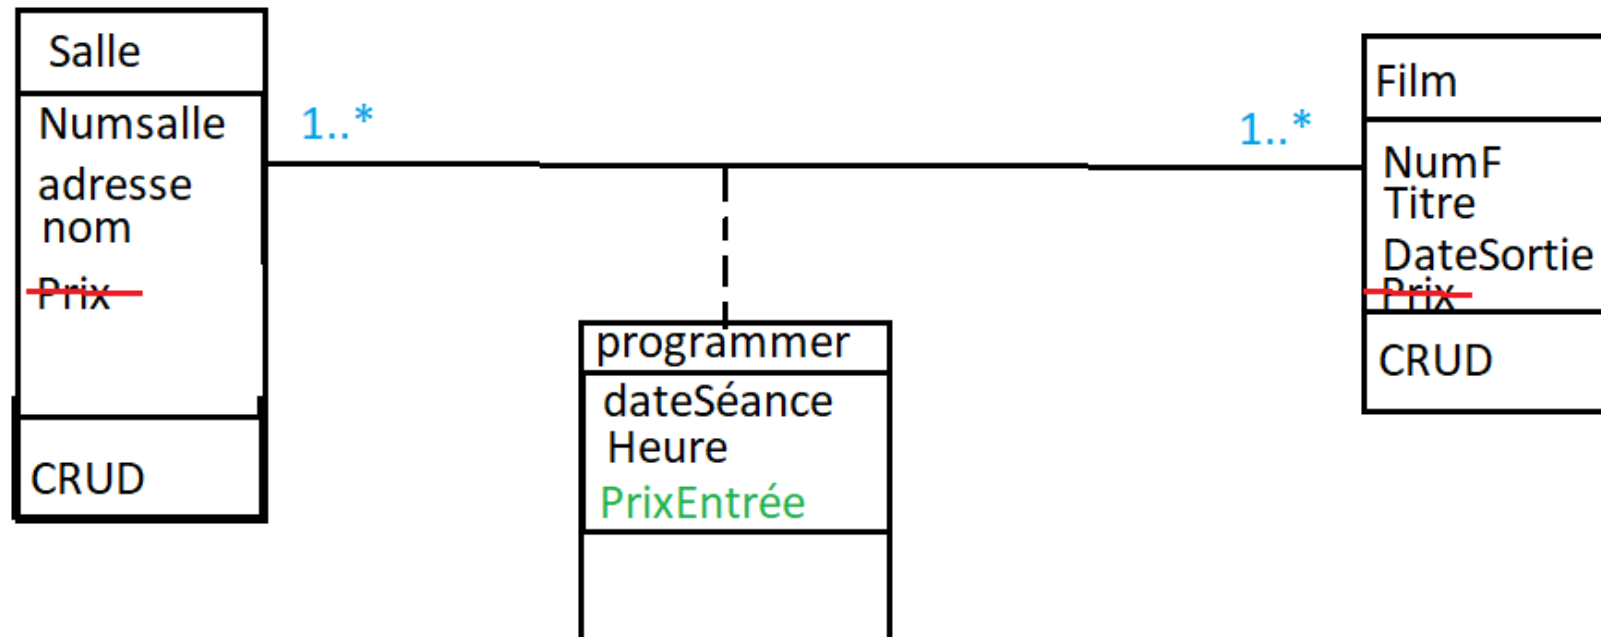 Salle
Numsalle
adresse
nom
Prix
CRUD
1..*
1..*
programmer
dateSéance
Heure
PrixEntrée
Film
NumF
Titre
DateSortie
Prix
CRUD